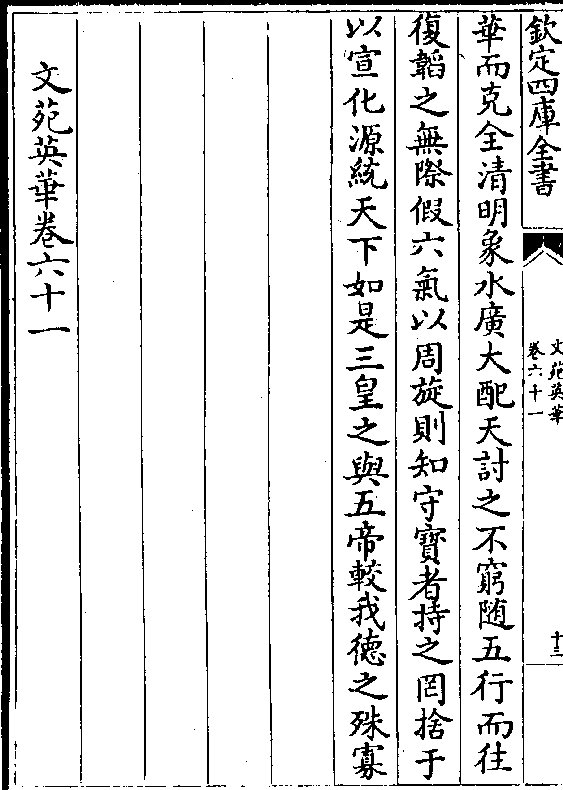 欽定四庫全書
文苑英華
卷六十一
十三
華而克全清明象水廣大配天討之不窮随五行而往
復韜之無際假六氣以周旋則知守寶者持之罔捨于
以宣化源統天下如是三皇之與五帝較我德之殊寡
文苑英華卷六十一